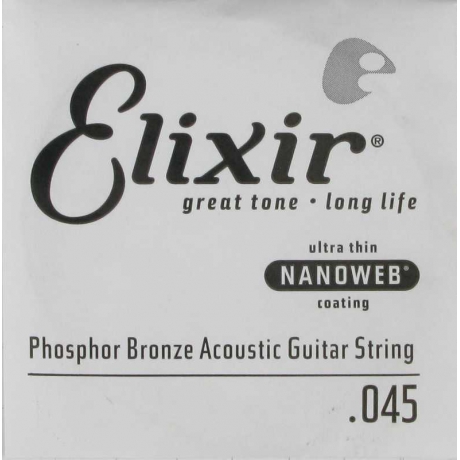 Elixir®
great tone • long life
ultra thin
NANOWEB®
coating
Phosphor Bronze Acoustic Guitar String
.045